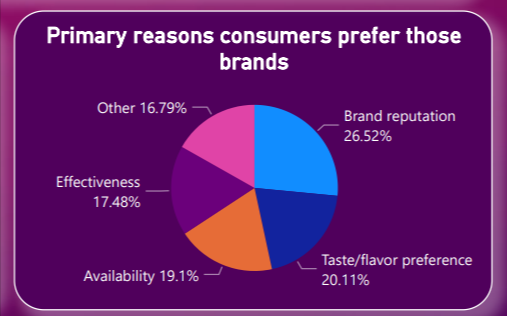 Primary reasons consumers prefer those
brands
Other 16.79%
Brand reputation
26.52%
Effectiveness
17.48%
Availability 19.1%
Taste/flavor preference
20.11%